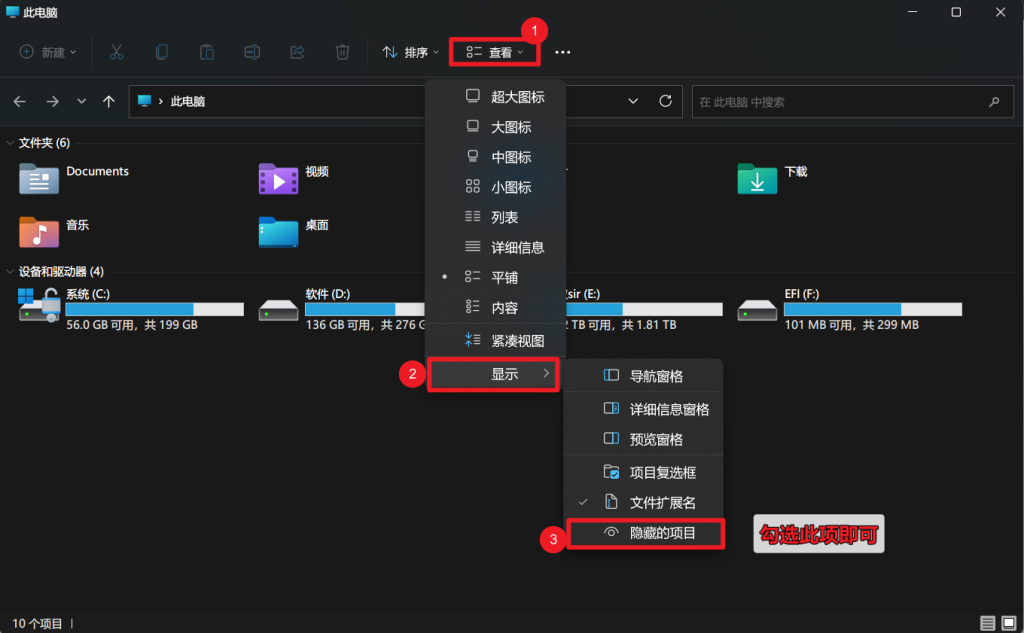 此电脑
1
新建
排序
查看
此电脑
在 此电脑 中搜索
超大图标
大图标
中图标
小图标
列表
详细信息
平铺
内容
紧凑视图
2
显示
文件夹 (6)
Documents
视频
下载
音乐
桌面
设备和驱动器 (4)
系统 (C:)
56.0 GB 可用，共 199 GB
软件 (D:)
136 GB 可用，共 276 G
sir (E:)
TB 可用，共 1.81 TB
EFI (F:)
101 MB 可用，共 299 MB
导航窗格
详细信息窗格
预览窗格
项目复选框
文件扩展名
3
隐藏的项目
勾选此项即可
10 个项目